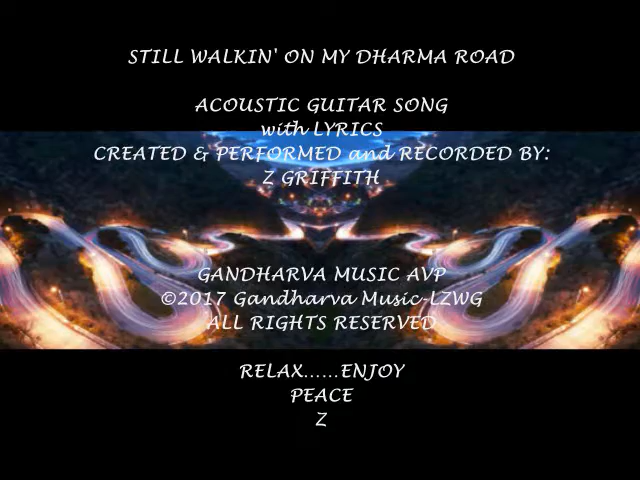 STILL WALKIN' ON MY DHARMA ROAD
ACOUSTIC GUITAR SONG
with LYRICS
CREATED & PERFORMED and RECORDED BY:
Z GRIFFITH
GANDHARVA MUSIC AVP
©2017 Gandharva Music-LZWG
ALL RIGHTS RESERVED
RELAX......ENJOY
PEACE
Z